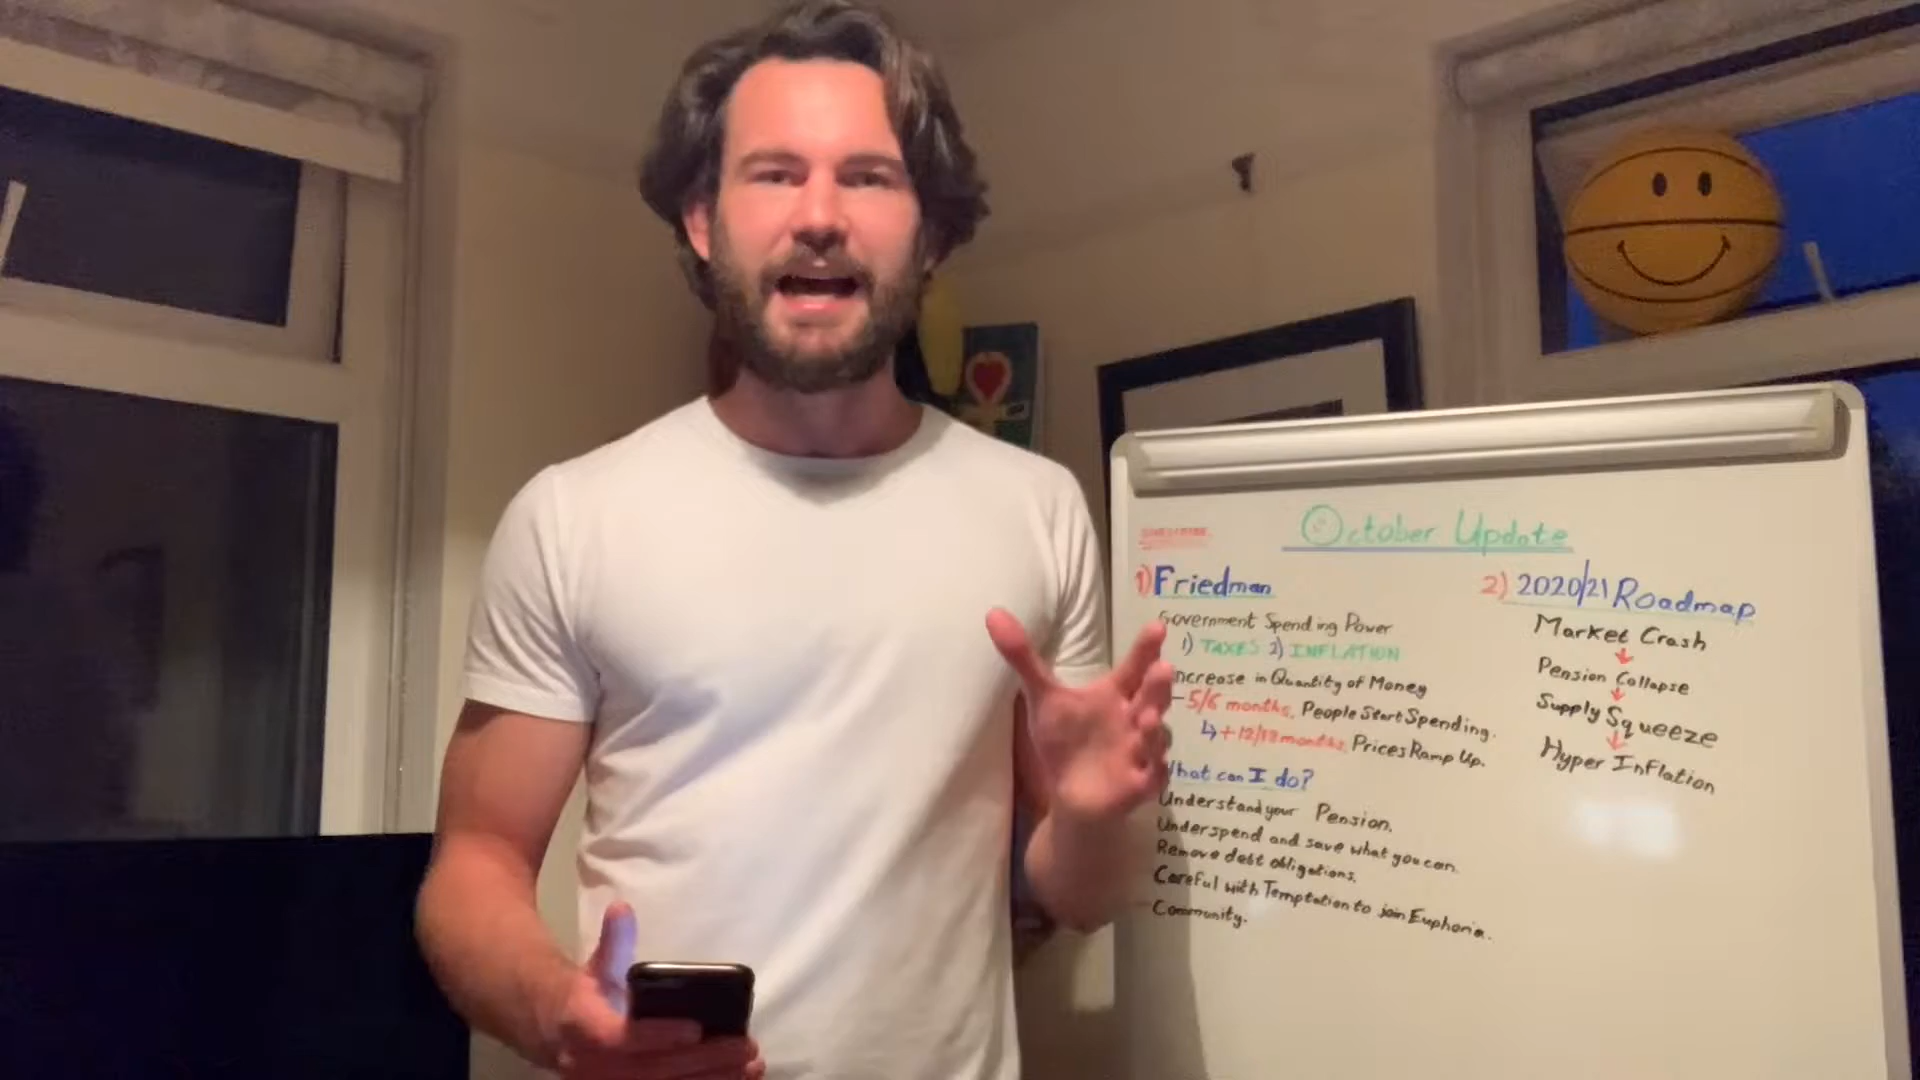 October Update
1) Friedman
Government Spending Power
1) TAXES 2) INFLATION
Increase in Quantity of Money
- 5/6 months. People Start Spending.
↳ + 12/18 months. Prices Ramp Up.
What can I do?
Understand your Pension.
Underspend and save what you can.
Remove debt obligations.
Careful with Temptation to join Euphoria.
Community.
2) 2020/21 Roadmap
Market Crash
↓
Pension Collapse
↓
Supply Squeeze
↓
Hyper Inflation